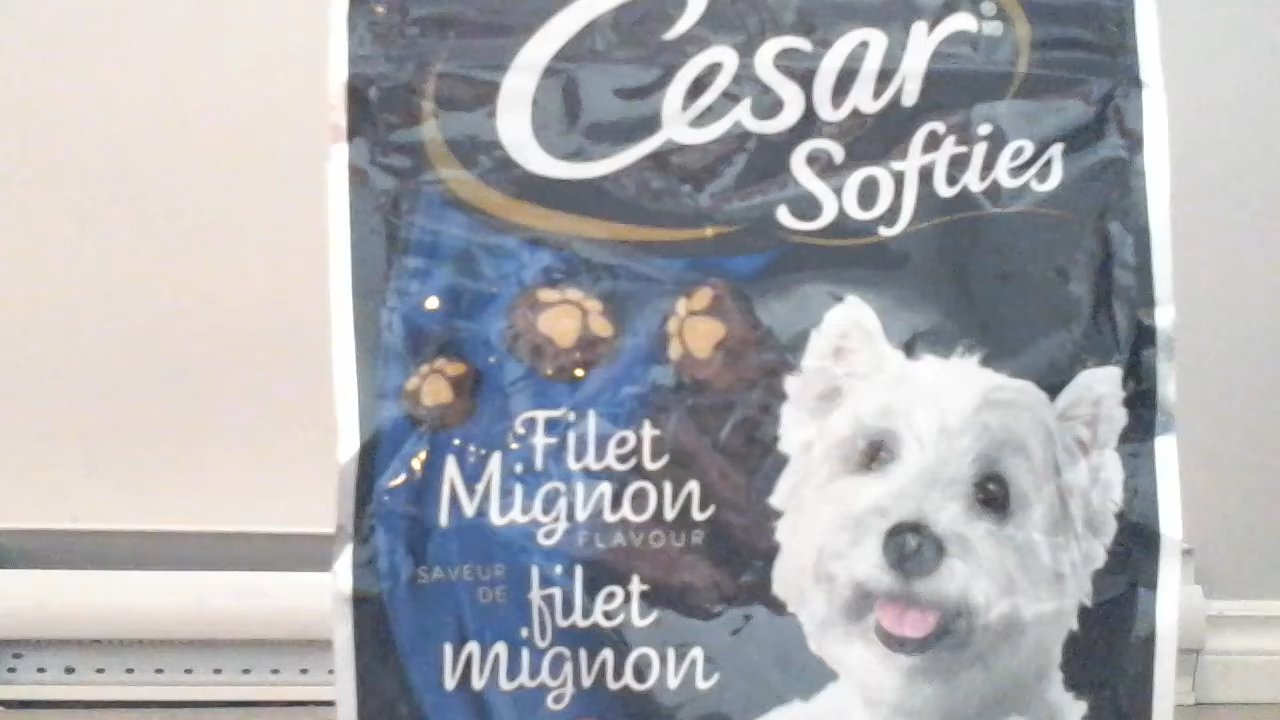 Cesar
Softies
Filet
Mignon
FLAVOUR
SAVEUR
DE
filet
mignon